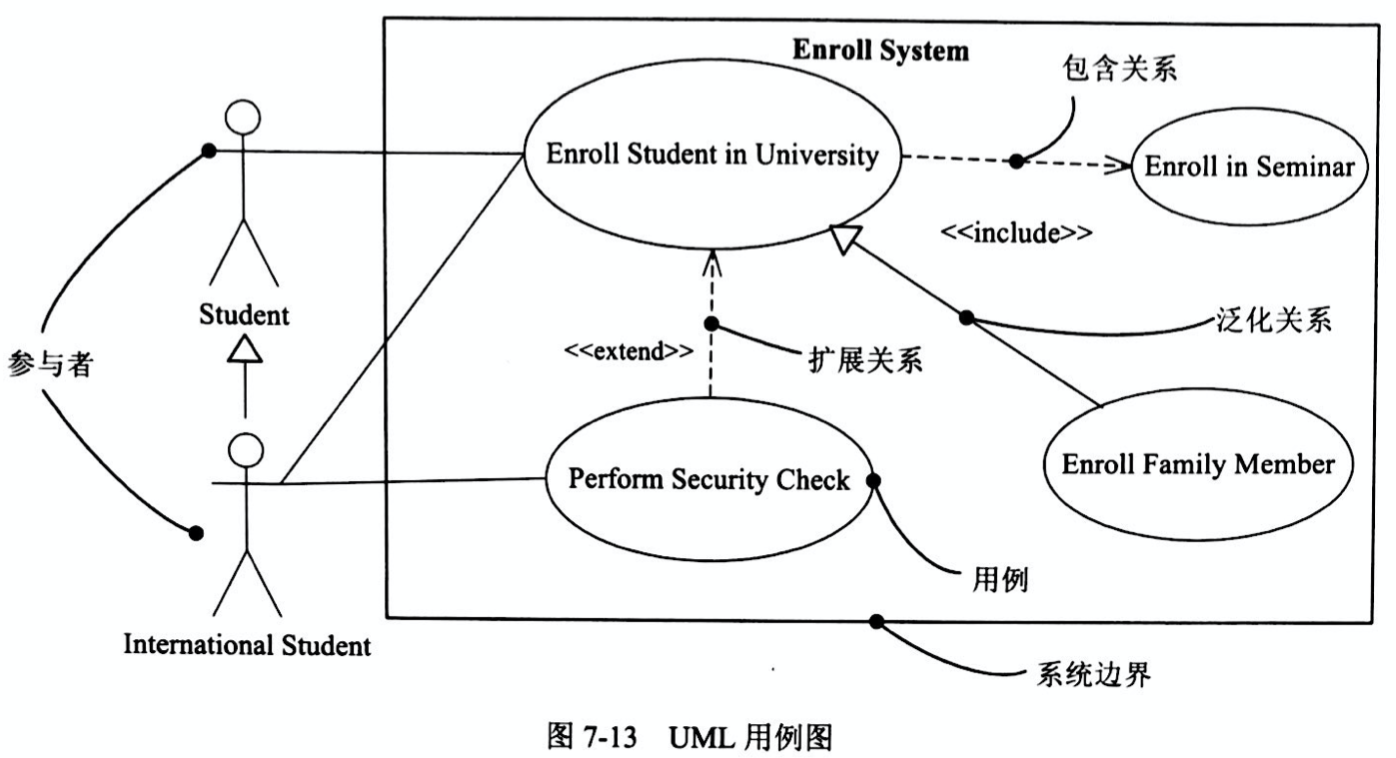 Enroll System
包含关系
Enroll Student in University
Enroll in Seminar
<<include>>
Student
泛化关系
参与者
<<extend>>
扩展关系
Perform Security Check
Enroll Family Member
用例
International Student
系统边界
图 7-13 UML 用例图